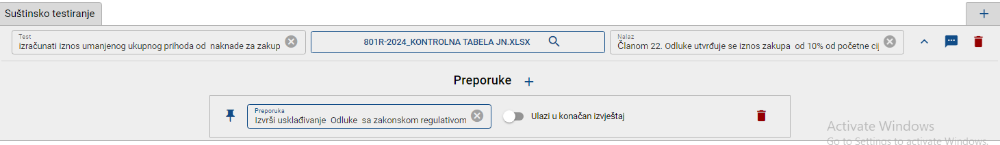 Suštinsko testiranje
Test
izračunati iznos umanjenog ukupnog prihoda od naknade za zakup
801R-2024_KONTROLNA TABELA JN.XLSX
Nalaz
Članom 22. Odluke utvrđuje se iznos zakupa od 10% od početne cij
Preporuke
Preporuka
Izvrši usklađivanje Odluke sa zakonskom regulativom
Ulazi u konačan izvještaj
Activate Windows
Go to Settings to activate Windows.